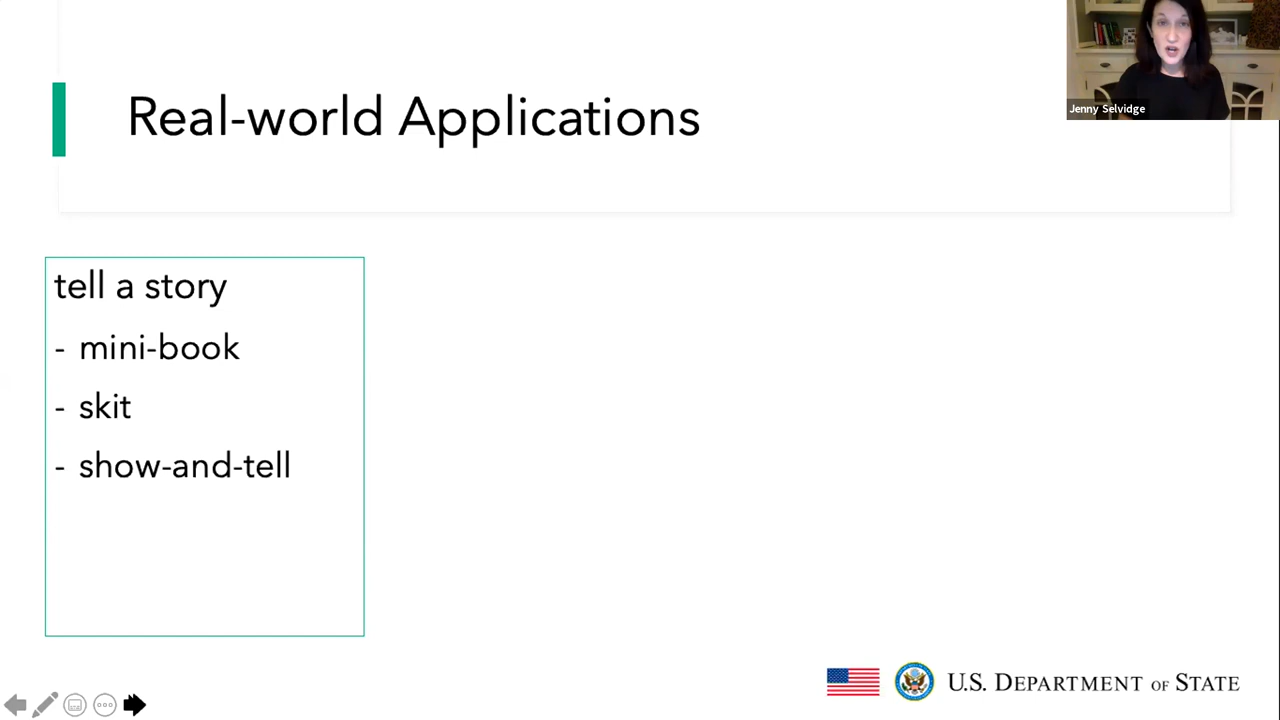 Jenny Selvidge
Real-world Applications
tell a story
- mini-book
- skit
- show-and-tell
U.S. DEPARTMENT OF STATE